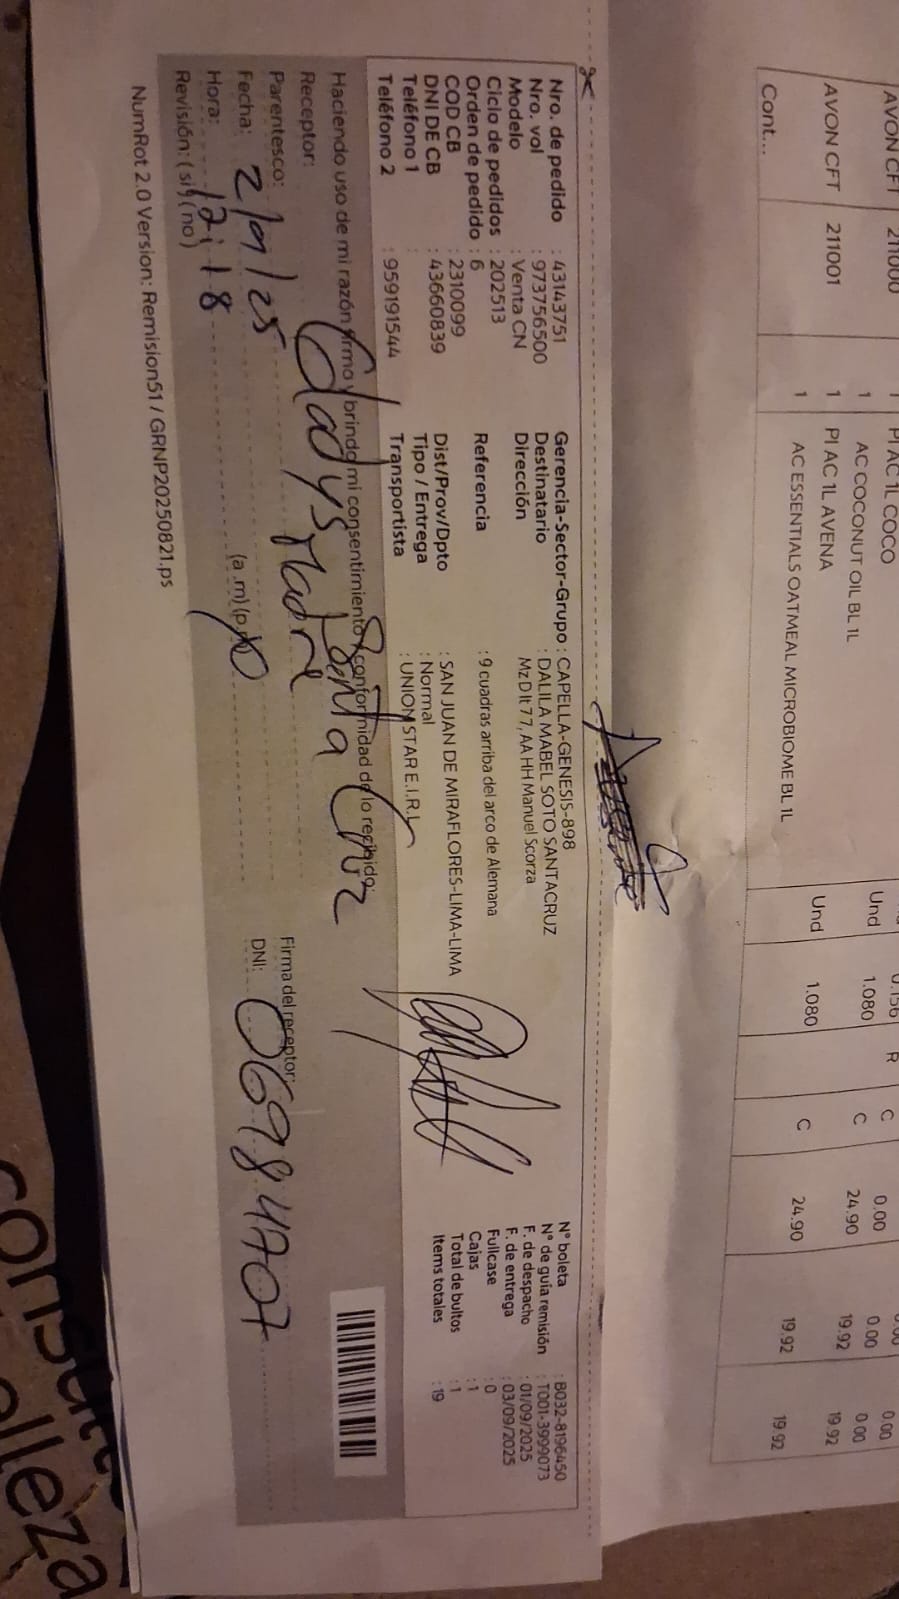 AVON CFT 211000 1 PI AC 1L COCO 0.156 R C 0.00 0.00 0.00
1 AC COCONUT OIL BL 1L Und 1.080 C 24.90 19.92 19.92
AVON CFT 211001 1 PI AC 1L AVENA
1 AC ESSENTIALS OATMEAL MICROBIOME BL 1L Und 1.080 C 24.90 19.92 19.92
Cont...
Nro. de pedido : 43143751 Gerencia-Sector-Grupo : CAPELLA-GENESIS-898 N° boleta : B032-8196450
Nro. vol : 973756500 Destinatario : DALILA MABEL SOTO SANTACRUZ N° de guía remisión : T001-3999073
Modelo : Venta CN Dirección Mz D lt 7 7, AA HH Manuel Scorza F. de despacho : 01/09/2025
Ciclo de pedidos : 202513 F. de entrega : 03/09/2025
Orden de pedido : 6 Referencia : 9 cuadras arriba del arco de Alemana Fullcase : 0
COD CB : 2310099 Cajas : 1
DNI DE CB : 43660839 Dist/Prov/Dpto : SAN JUAN DE MIRAFLORES-LIMA-LIMA Total de bultos : 1
Teléfono 1 : Tipo / Entrega : Normal Items totales : 19
Teléfono 2 : 959191544 Transportista : UNION STAR E.I.R.L
Haciendo uso de mi razón firmo y brindo mi consentimiento y conformidad de lo recibido:
Receptor: Gladys Madre Santa Cruz Firma del receptor:
Parentesco:
Fecha: 2/9/25 DNI: 06984707
Hora: 12:18 (a.m)(p.m)
Revisión: (si) (no)
NumRot 2.0 Version: Remision51 / GRNP20250821.ps